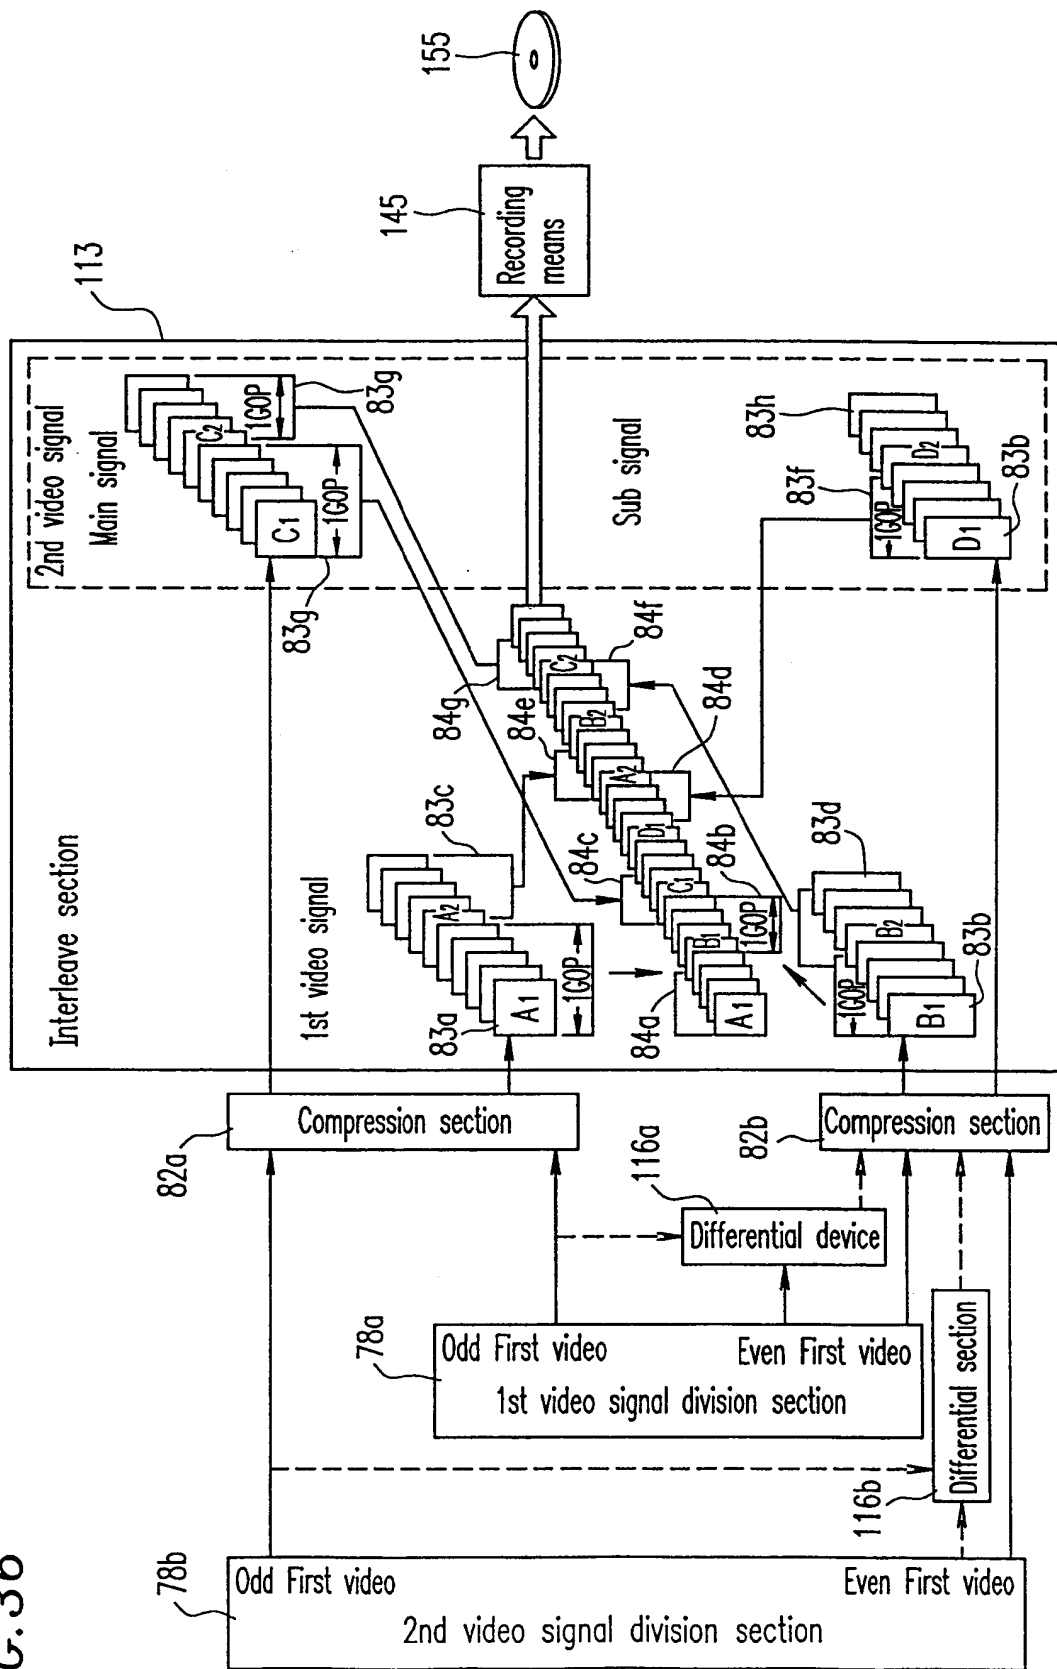 G.36
78b
Odd First video
Even First video
2nd video signal division section
78a
Odd First video
Even First video
1st video signal division section
116b
Differential section
116a
Differential device
82a
Compression section
82b
Compression section
113
Interleave section
1st video signal
2nd video signal
Main signal
Sub signal
83a
A1
1GOP
A2
83c
83g
C1
1GOP
C2
1GOP
83g
84a
A1
B1
1GOP
84b
84c
C1
D1
84d
A2
84e
B2
84f
C2
84g
83b
B1
1GOP
B2
83d
83b
D1
1GOP
83f
D2
83h
145
Recording
means
155